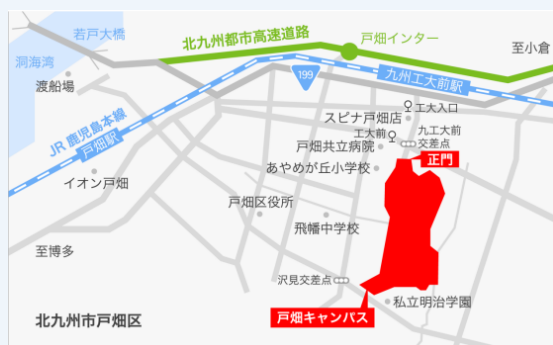 若戸大橋
北九州都市高速道路
戸畑インター
至小倉
洞海湾
渡船場
199
九州工大前駅
工大入口
スピナ戸畑店
JR 鹿児島本線
戸畑駅
工大前
九工大前
交差点
戸畑共立病院
正門
あやめが丘小学校
イオン戸畑
戸畑区役所
飛幡中学校
至博多
沢見交差点
私立明治学園
戸畑キャンパス
北九州市戸畑区